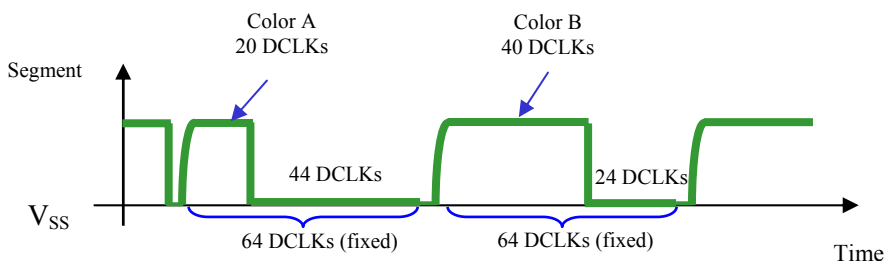 Color A
20 DCLKs
Color B
40 DCLKs
Segment
44 DCLKs
24 DCLKs
VSS
64 DCLKs (fixed)
64 DCLKs (fixed)
Time